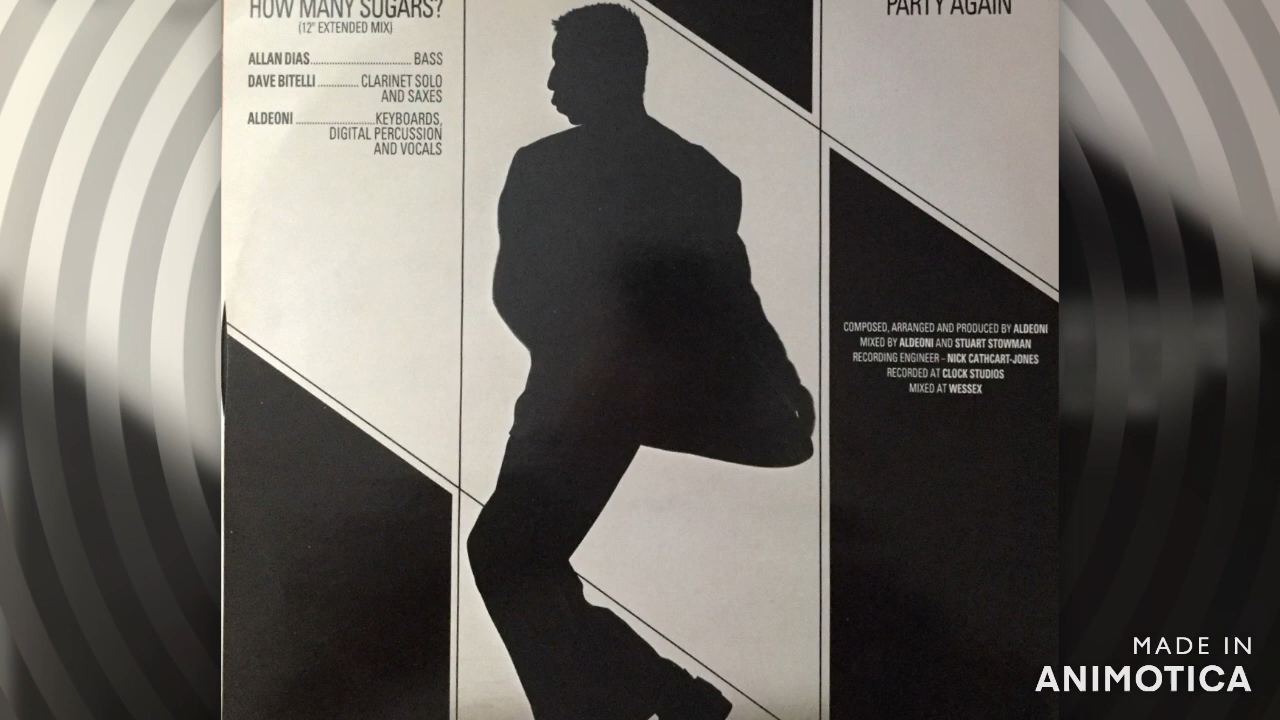 HOW MANY SUGARS?
(12" EXTENDED MIX)
ALLAN DIAS.................................. BASS
DAVE BITELLI .............. CLARINET SOLO
AND SAXES
ALDEONI ...........................KEYBOARDS,
DIGITAL PERCUSSION
AND VOCALS
PARTY AGAIN
COMPOSED, ARRANGED AND PRODUCED BY ALDEONI
MIXED BY ALDEONI AND STUART STOWMAN
RECORDING ENGINEER – NICK CATHCART-JONES
RECORDED AT CLOCK STUDIOS
MIXED AT WESSEX
MADE IN
ANIMOTICA